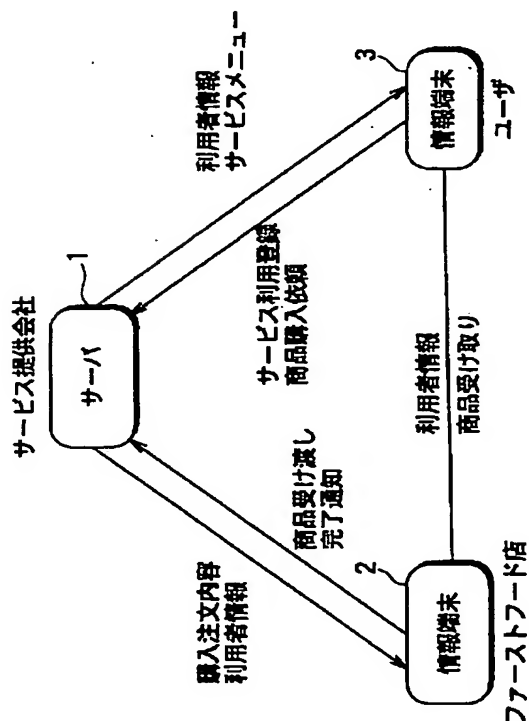 サービス提供会社
サーバ
1
利用者情報
サービスメニュー
サービス利用登録
商品購入依頼
購入注文内容
利用者情報
商品受け渡し
完了通知
2
情報端末
ファーストフード店
利用者情報
商品受け取り
3
情報端末
ユーザ